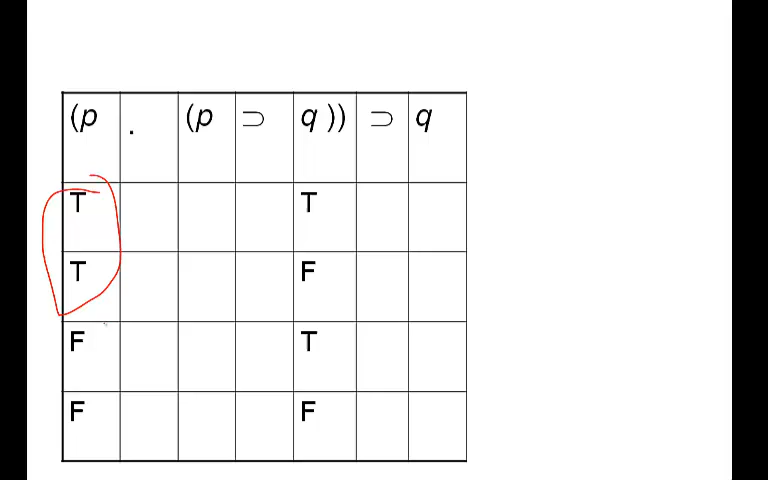 (p . (p ⊃ q )) ⊃ q
T T
T F
F T
F F